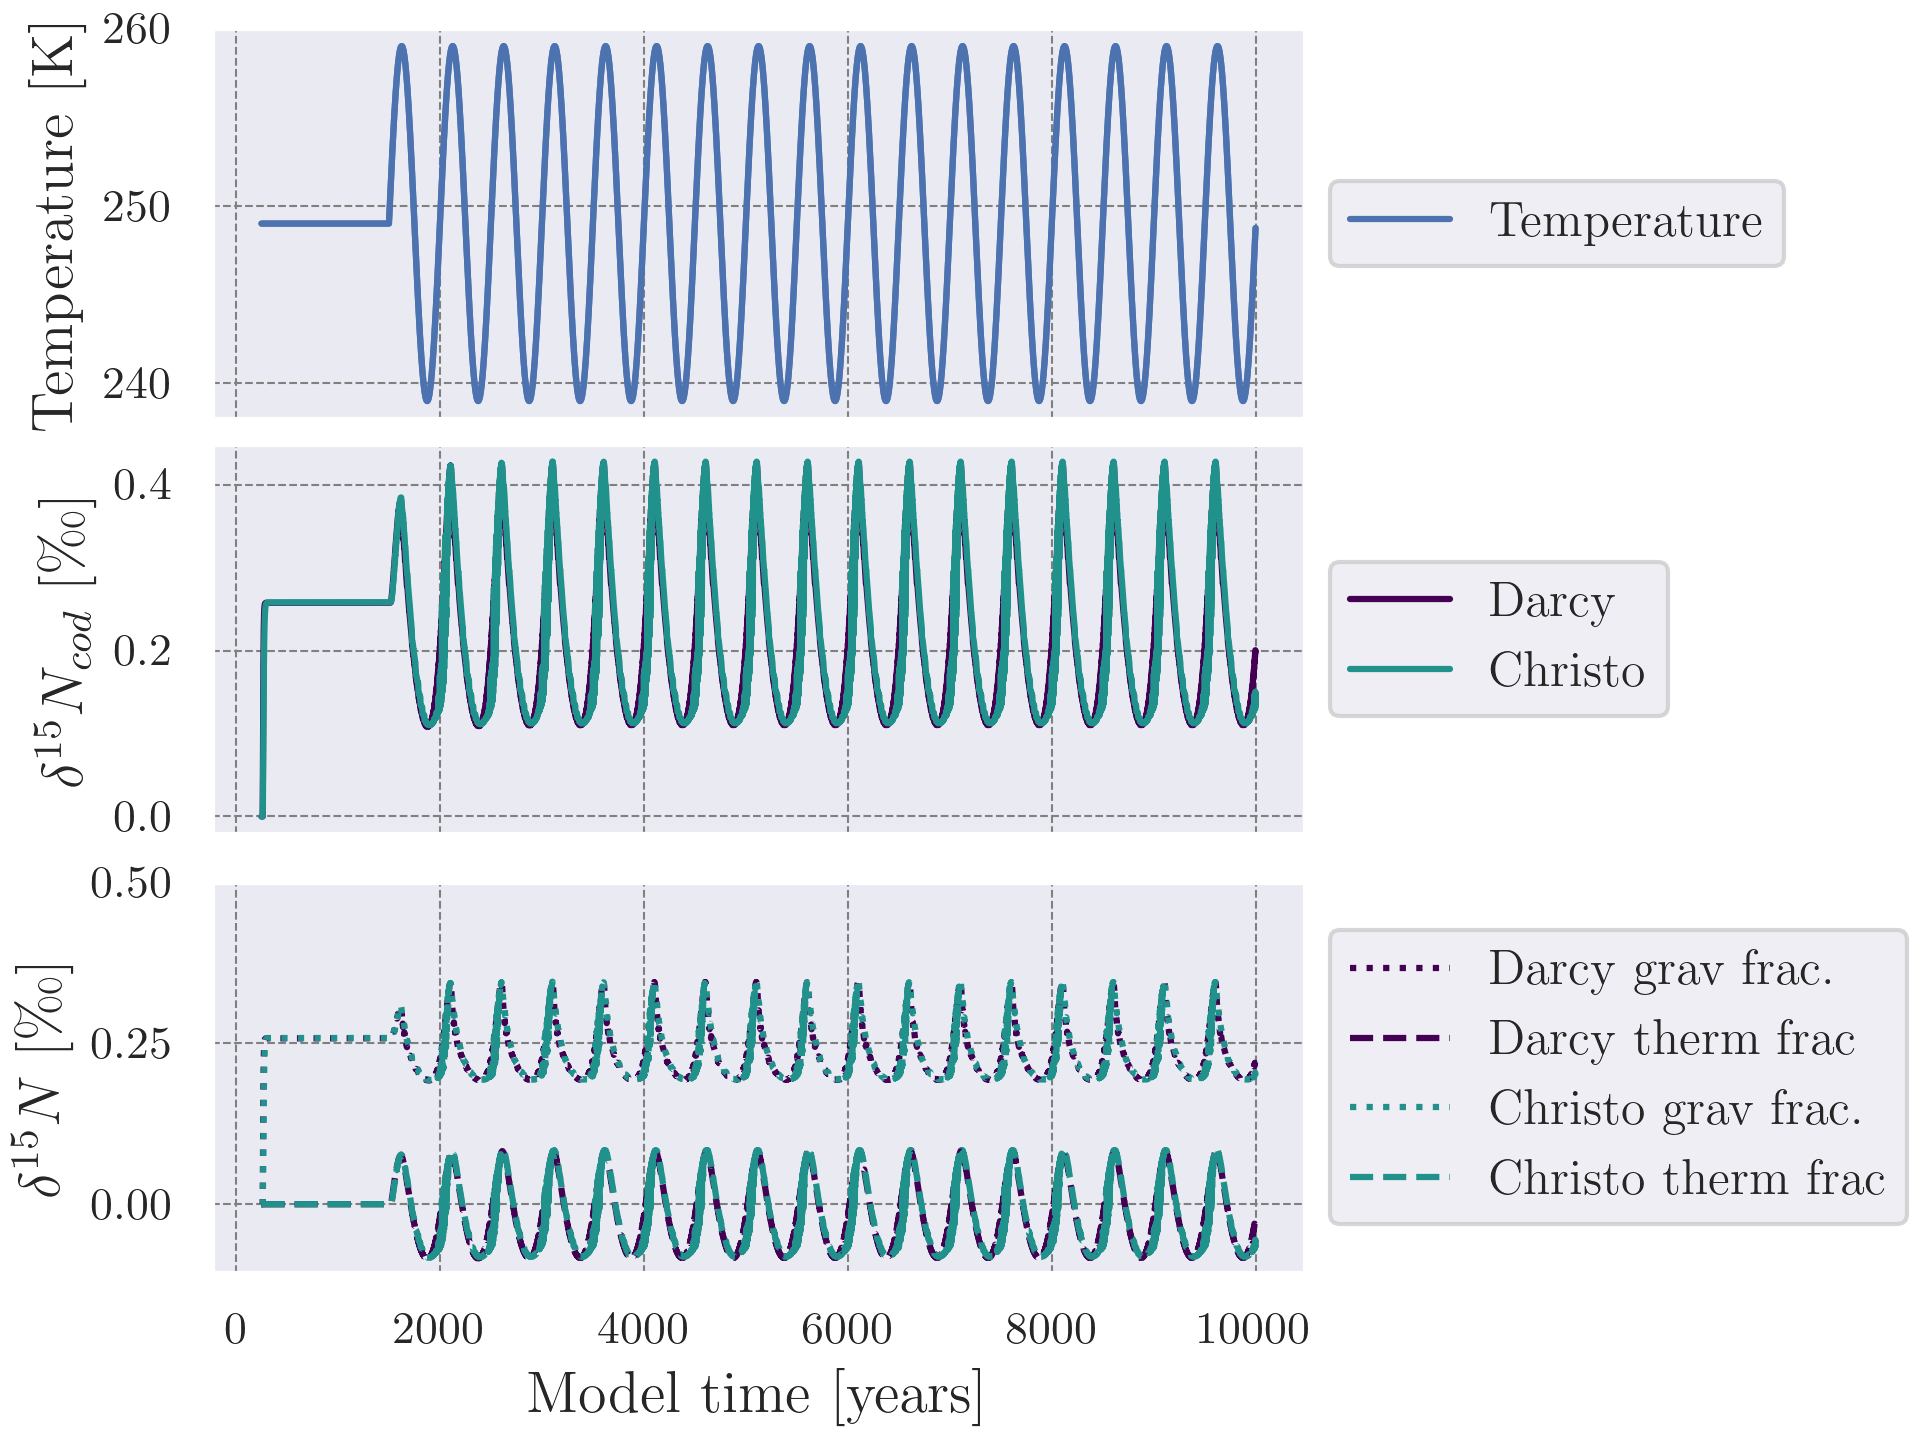 Temperature [K]
260
250
240
Temperature
δ¹⁵N_cod [‰]
0.4
0.2
0.0
Darcy
Christo
δ¹⁵N [‰]
0.50
0.25
0.00
Darcy grav frac.
Darcy therm frac
Christo grav frac.
Christo therm frac
0 2000 4000 6000 8000 10000
Model time [years]